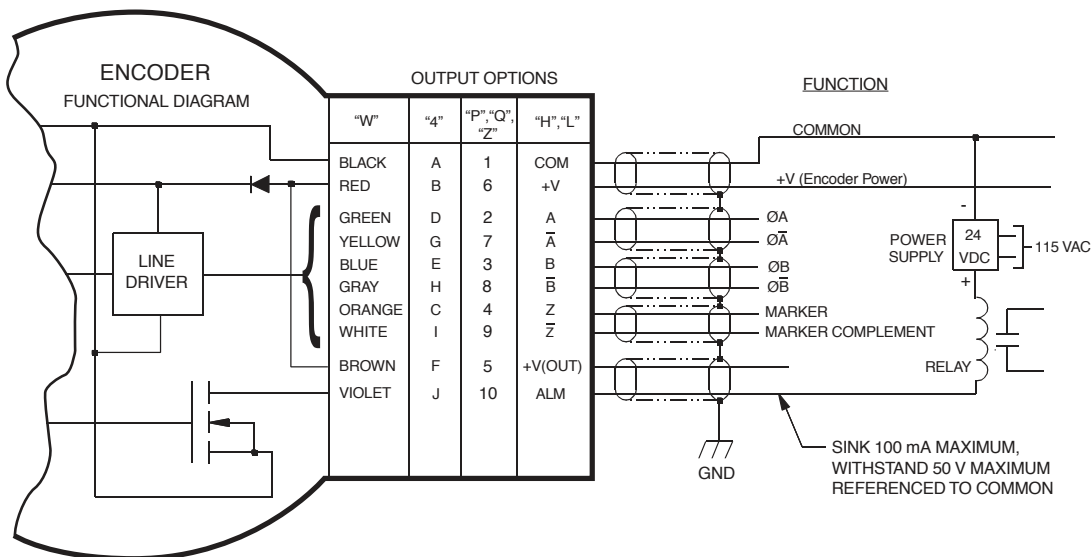 ENCODER
FUNCTIONAL DIAGRAM
LINE
DRIVER
OUTPUT OPTIONS
“W” “4” “P”,“Q”, “H”,“L”
“Z”
BLACK A 1 COM
RED B 6 +V
GREEN D 2 A
YELLOW G 7 A̅
BLUE E 3 B
GRAY H 8 B̅
ORANGE C 4 Z
WHITE I 9 Z̅
BROWN F 5 +V(OUT)
VIOLET J 10 ALM
FUNCTION
COMMON
+V (Encoder Power)
ØA
ØA̅
ØB
ØB̅
MARKER
MARKER COMPLEMENT
GND
-
POWER
SUPPLY
24
VDC
115 VAC
+
RELAY
SINK 100 mA MAXIMUM,
WITHSTAND 50 V MAXIMUM
REFERENCED TO COMMON